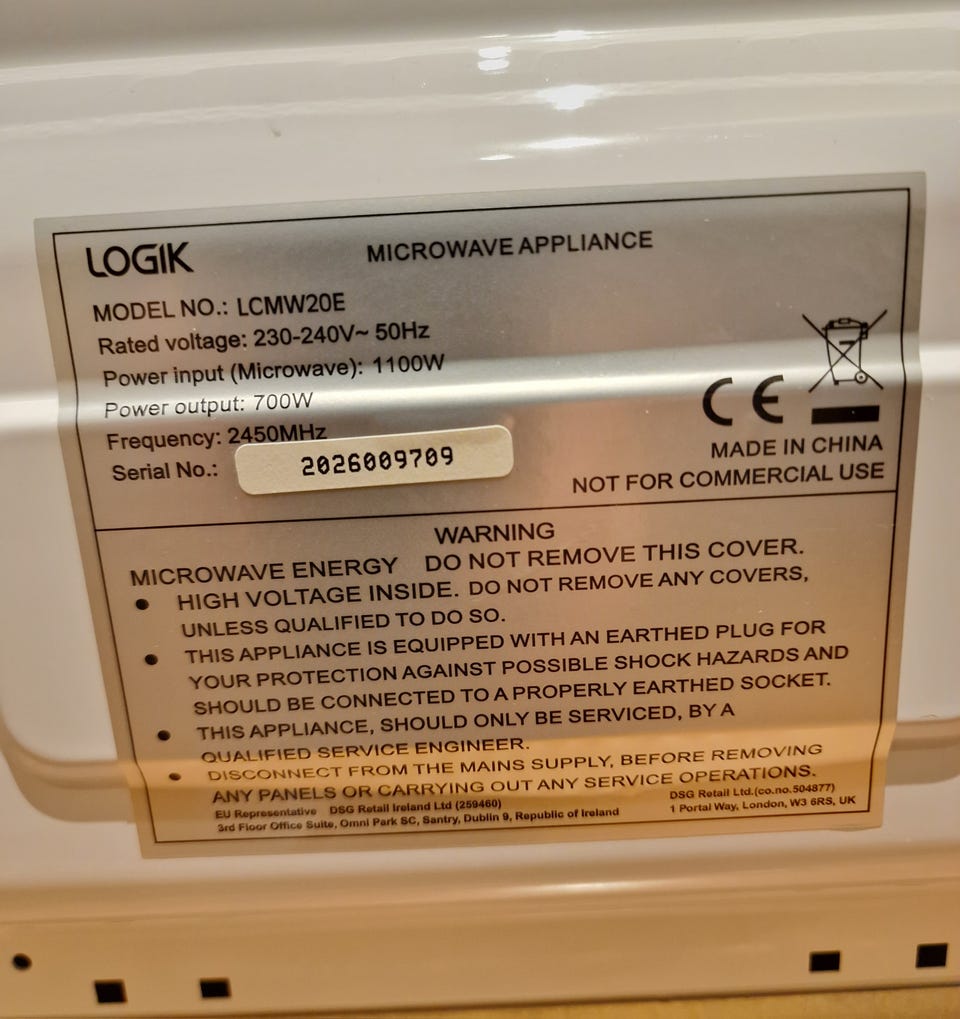 LOGIK
MICROWAVE APPLIANCE
MODEL NO.: LCMW20E
Rated voltage: 230-240V~ 50Hz
Power input (Microwave): 1100W
Power output: 700W
Frequency: 2450MHz
Serial No.: 2026009709
CE
MADE IN CHINA
NOT FOR COMMERCIAL USE
WARNING
MICROWAVE ENERGY DO NOT REMOVE THIS COVER.
● HIGH VOLTAGE INSIDE. DO NOT REMOVE ANY COVERS,
UNLESS QUALIFIED TO DO SO.
● THIS APPLIANCE IS EQUIPPED WITH AN EARTHED PLUG FOR
YOUR PROTECTION AGAINST POSSIBLE SHOCK HAZARDS AND
SHOULD BE CONNECTED TO A PROPERLY EARTHED SOCKET.
● THIS APPLIANCE, SHOULD ONLY BE SERVICED, BY A
QUALIFIED SERVICE ENGINEER.
● DISCONNECT FROM THE MAINS SUPPLY, BEFORE REMOVING
ANY PANELS OR CARRYING OUT ANY SERVICE OPERATIONS.
EU Representative DSG Retail Ireland Ltd (259460)
3rd Floor Office Suite, Omni Park SC, Santry, Dublin 9, Republic of Ireland
DSG Retail Ltd.(co.no.504877)
1 Portal Way, London, W3 6RS, UK